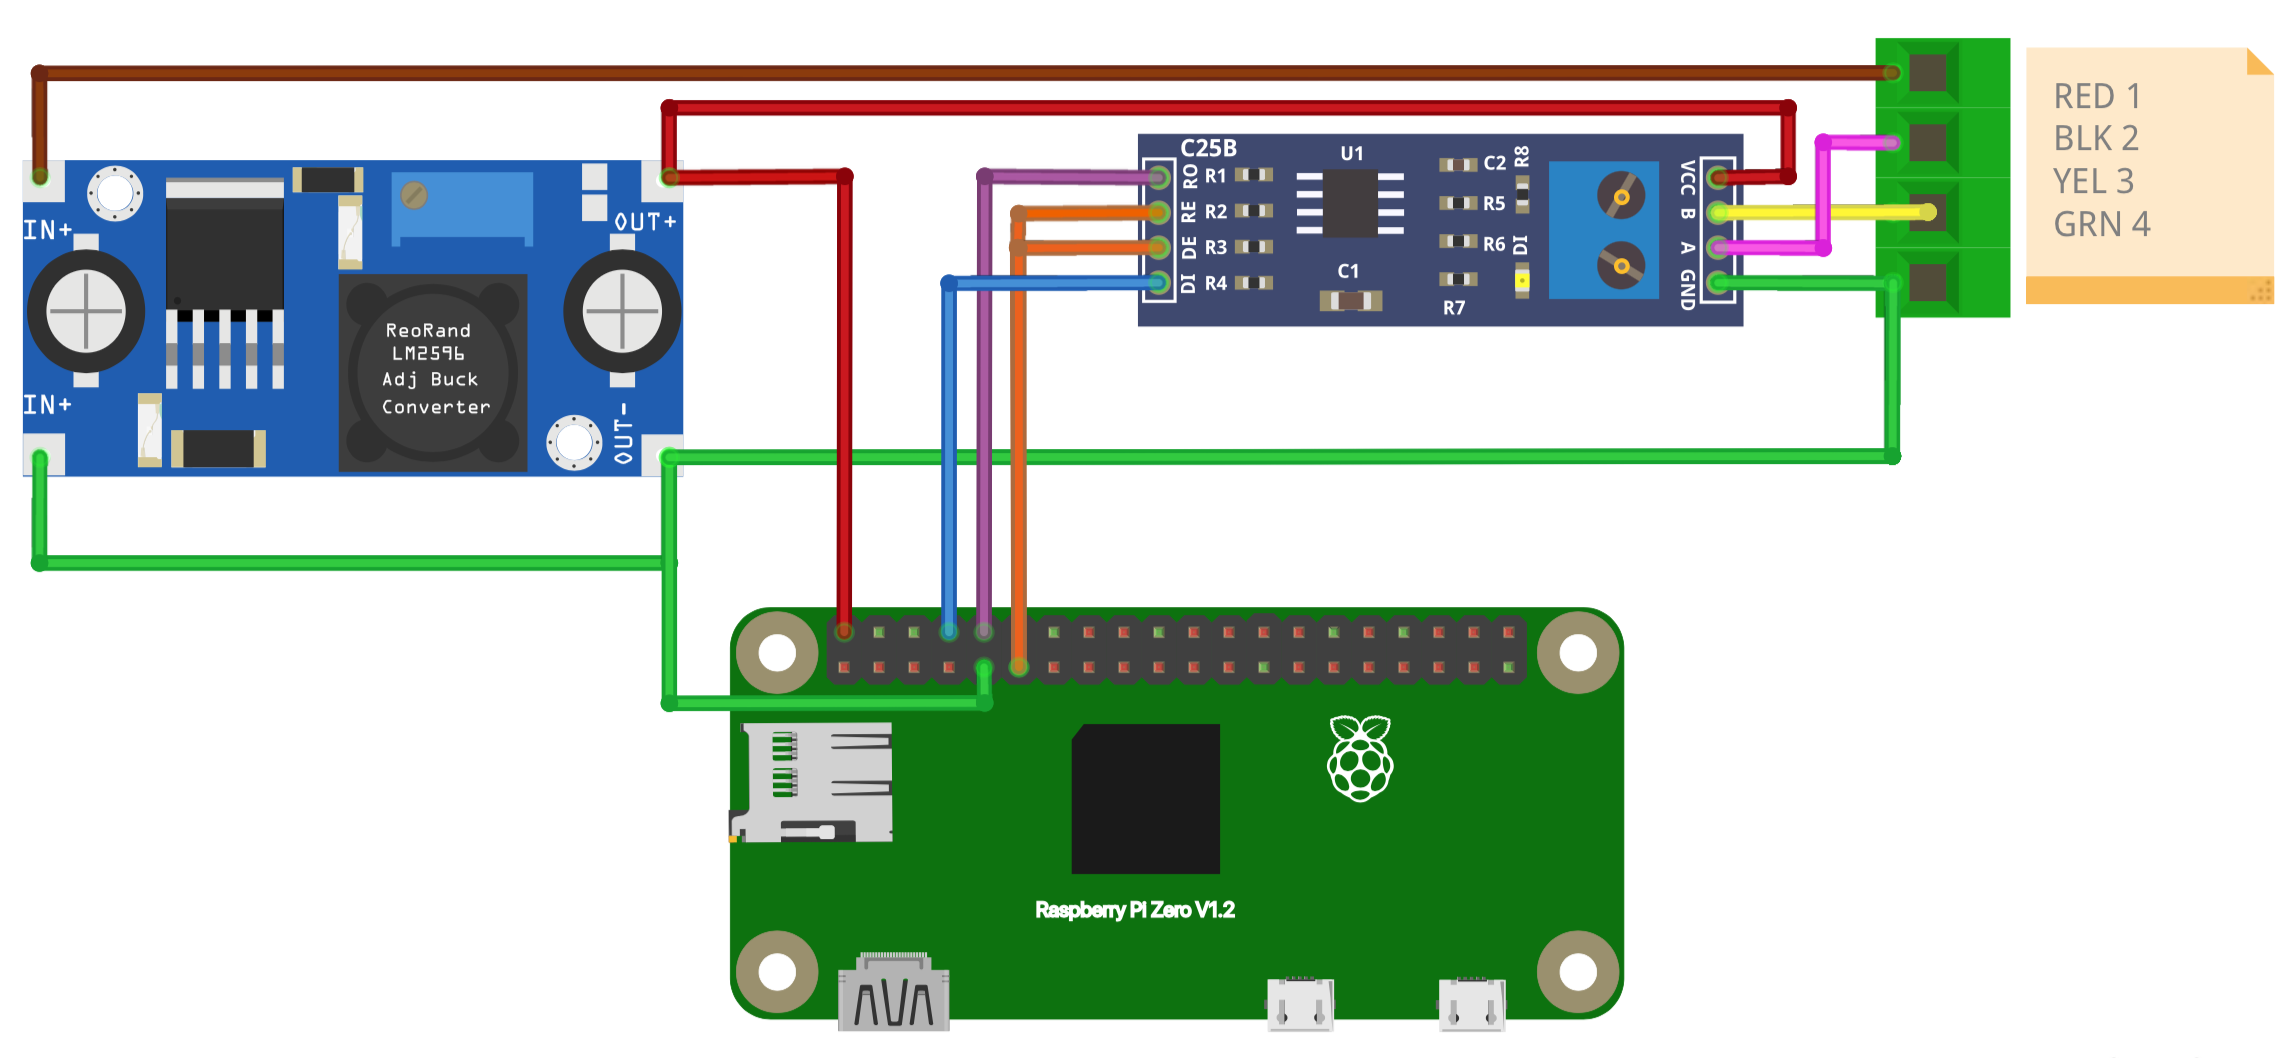 IN+
OUT+
IN+
OUT-
ReoRand
LM2596
Adj Buck
Converter
C25B
RO
RE
DE
DI
R1
R2
R3
R4
U1
C1
C2
R5
R6
R7
R8
DI
VCC
B
A
GND
RED 1
BLK 2
YEL 3
GRN 4
Raspberry Pi Zero V1.2